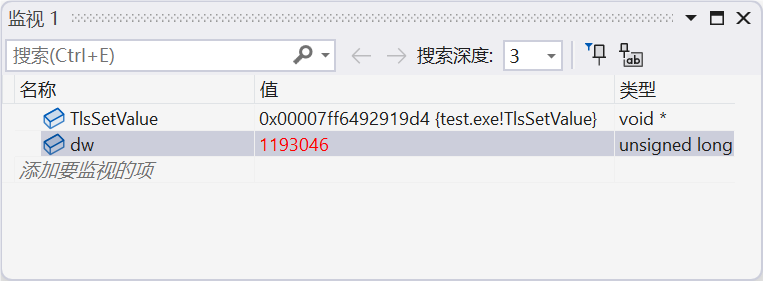 监视 1
搜索(Ctrl+E) 搜索深度: 3
名称 值 类型
TlsSetValue 0x00007ff6492919d4 {test.exe!TlsSetValue} void *
dw 1193046 unsigned long
添加要监视的项